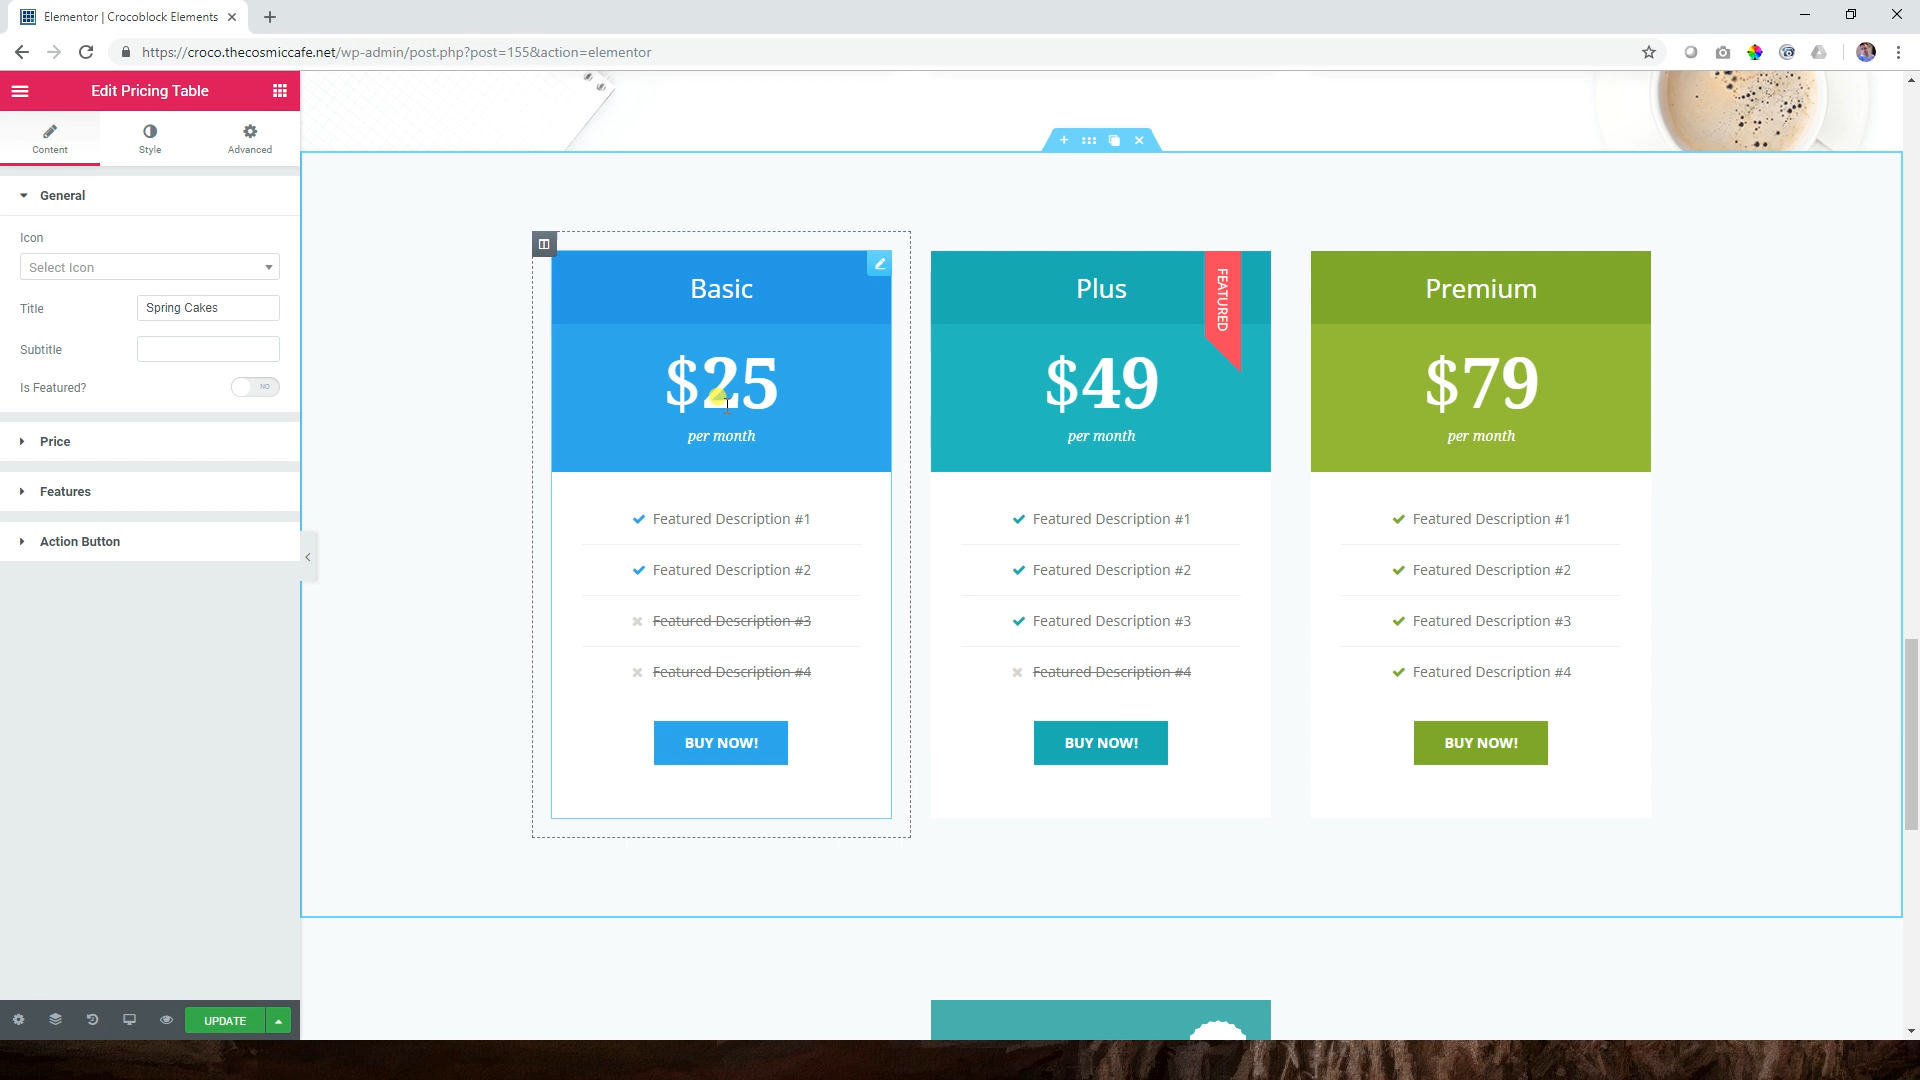 Elementor | Crocoblock Elements
https://croco.thecosmiccafe.net/wp-admin/post.php?post=155&action=elementor
Edit Pricing Table
Content
Style
Advanced
General
Icon
Select Icon
Title
Spring Cakes
Subtitle
Is Featured?
NO
Price
Features
Action Button
UPDATE
Basic
$25
per month
Featured Description #1
Featured Description #2
Featured Description #3
Featured Description #4
BUY NOW!
Plus
FEATURED
$49
per month
Featured Description #1
Featured Description #2
Featured Description #3
Featured Description #4
BUY NOW!
Premium
$79
per month
Featured Description #1
Featured Description #2
Featured Description #3
Featured Description #4
BUY NOW!